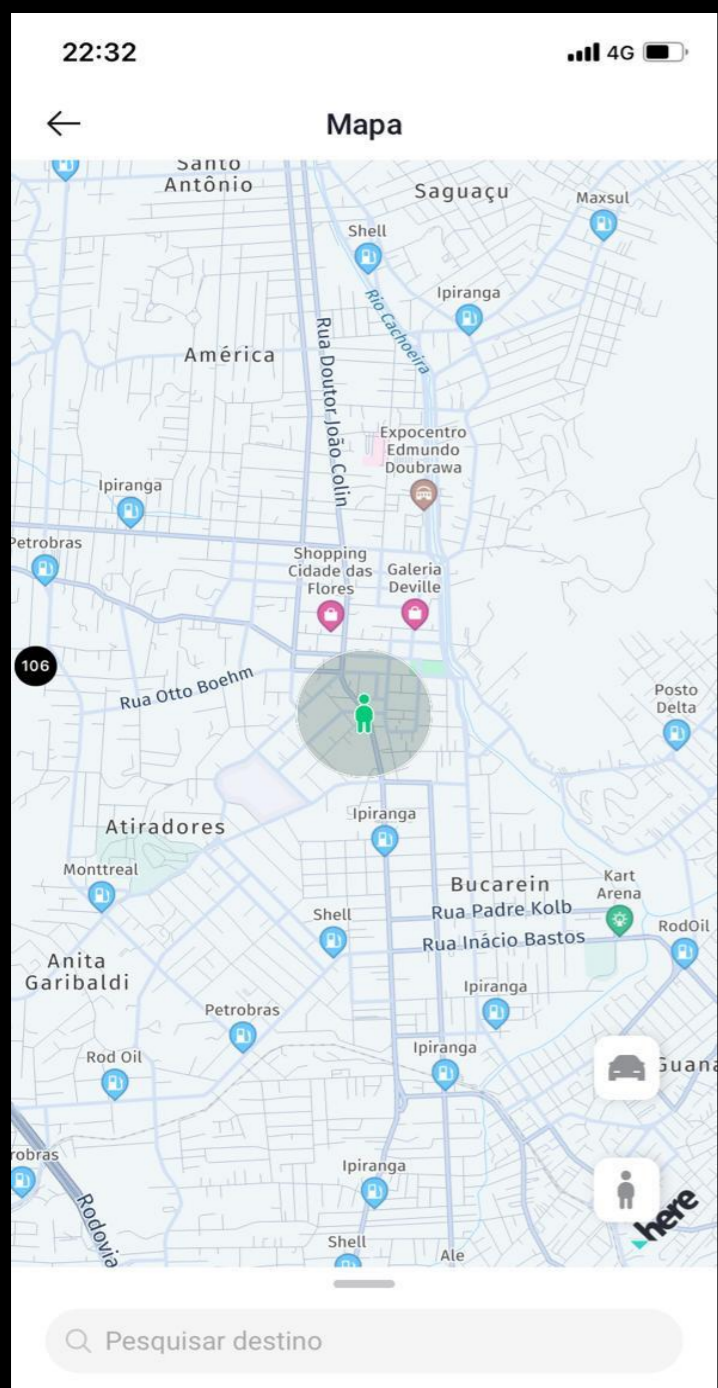 22:32
4G
Mapa
Santo
Antônio
Saguaçu
Maxsul
Shell
Ipiranga
Rio Cachoeira
Rua Doutor João Colin
América
Expocentro
Edmundo
Doubrawa
Ipiranga
Petrobras
Shopping
Cidade das
Flores
Galeria
Deville
106
Rua Otto Boehm
Posto
Delta
Ipiranga
Atiradores
Monttreal
Bucarein
Kart
Arena
Rua Padre Kolb
Shell
RodOil
Rua Inácio Bastos
Anita
Garibaldi
Ipiranga
Petrobras
Ipiranga
Rod Oil
Guana
robras
Ipiranga
Rodovia
here
Shell
Ale
Pesquisar destino